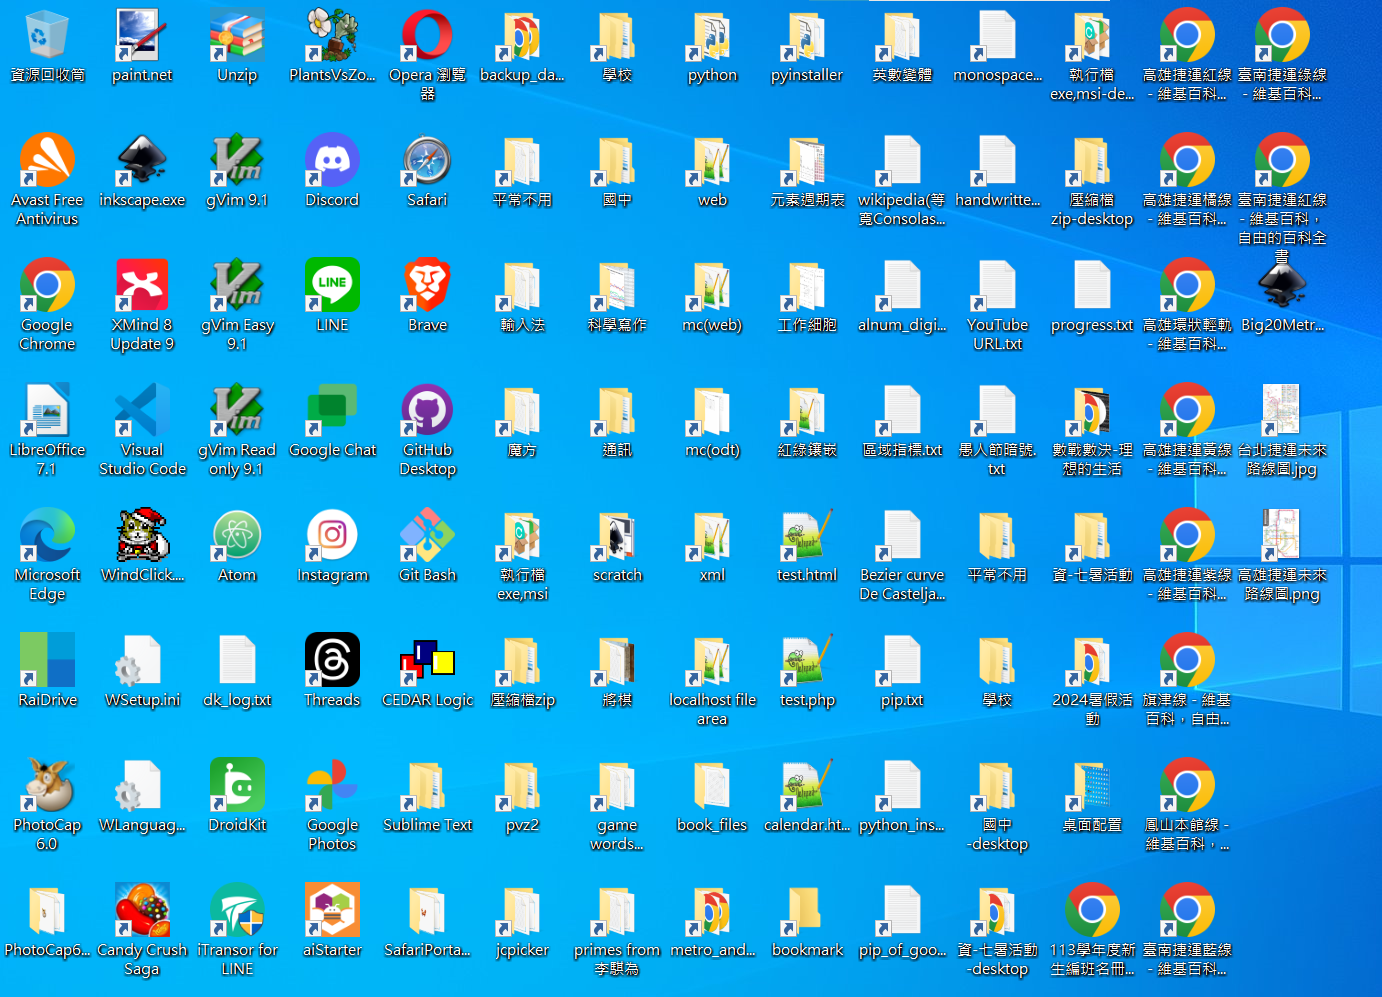 資源回收筒
paint.net
Unzip
PlantsVsZo...
Opera 瀏覽
器
backup_da...
學校
python
pyinstaller
英數變體
monospace...
執行檔
exe,msi-de...
高雄捷運紅線
- 維基百科...
臺南捷運綠線
- 維基百科...
Avast Free
Antivirus
inkscape.exe
gVim 9.1
Discord
Safari
平常不用
國中
web
元素週期表
wikipedia(等
寬Consolas...
handwritte...
壓縮檔
zip-desktop
高雄捷運橘線
- 維基百科...
臺南捷運紅線
- 維基百科，
自由的百科全
書
Google
Chrome
XMind 8
Update 9
gVim Easy
9.1
LINE
LINE
Brave
輸入法
科學寫作
mc(web)
工作細胞
alnum_digi...
YouTube
URL.txt
progress.txt
高雄環狀輕軌
- 維基百科...
Big20Metr...
LibreOffice
7.1
Visual
Studio Code
gVim Read
only 9.1
Google Chat
GitHub
Desktop
魔方
通訊
mc(odt)
紅綠鑲嵌
區域指標.txt
愚人節暗號.
txt
數戰數決-理
想的生活
高雄捷運黃線
- 維基百科...
台北捷運未來
路線圖.jpg
Microsoft
Edge
WindClick....
Atom
Instagram
Git Bash
執行檔
exe,msi
scratch
xml
test.html
Bezier curve
De Castelja...
平常不用
資-七暑活動
高雄捷運紫線
- 維基百科...
高雄捷運未來
路線圖.png
RaiDrive
WSetup.ini
dk_log.txt
Threads
CEDAR Logic
壓縮檔zip
將棋
localhost file
area
test.php
pip.txt
學校
2024暑假活
動
旗津線 - 維基
百科，自由...
PhotoCap
6.0
WLanguag...
DroidKit
Google
Photos
Sublime Text
pvz2
game
words...
book_files
calendar.ht...
python_ins...
國中
-desktop
桌面配置
鳳山本館線 -
維基百科，...
PhotoCap6...
Candy Crush
Saga
iTransor for
LINE
aiStarter
SafariPorta...
jcpicker
primes from
李騏為
metro_and...
bookmark
pip_of_goo...
資-七暑活動
-desktop
113學年度新
生編班名冊...
臺南捷運藍線
- 維基百科...